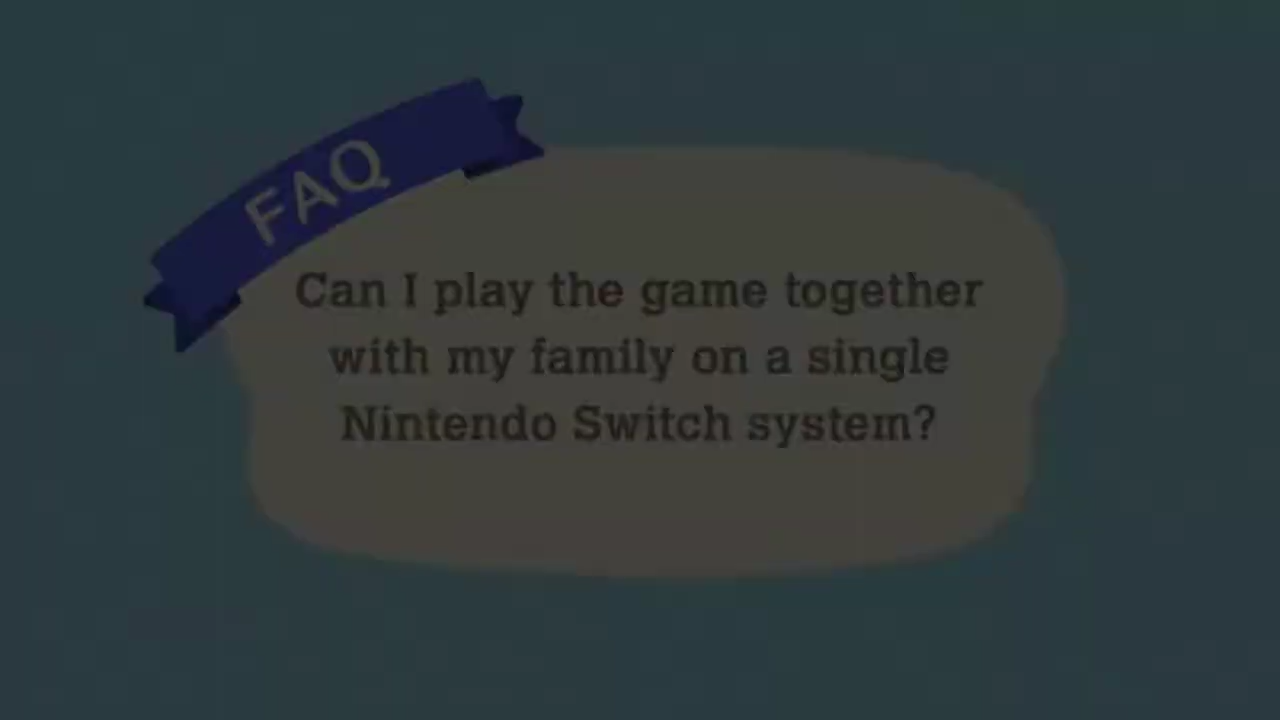 FAQ
Can I play the game together
with my family on a single
Nintendo Switch system?